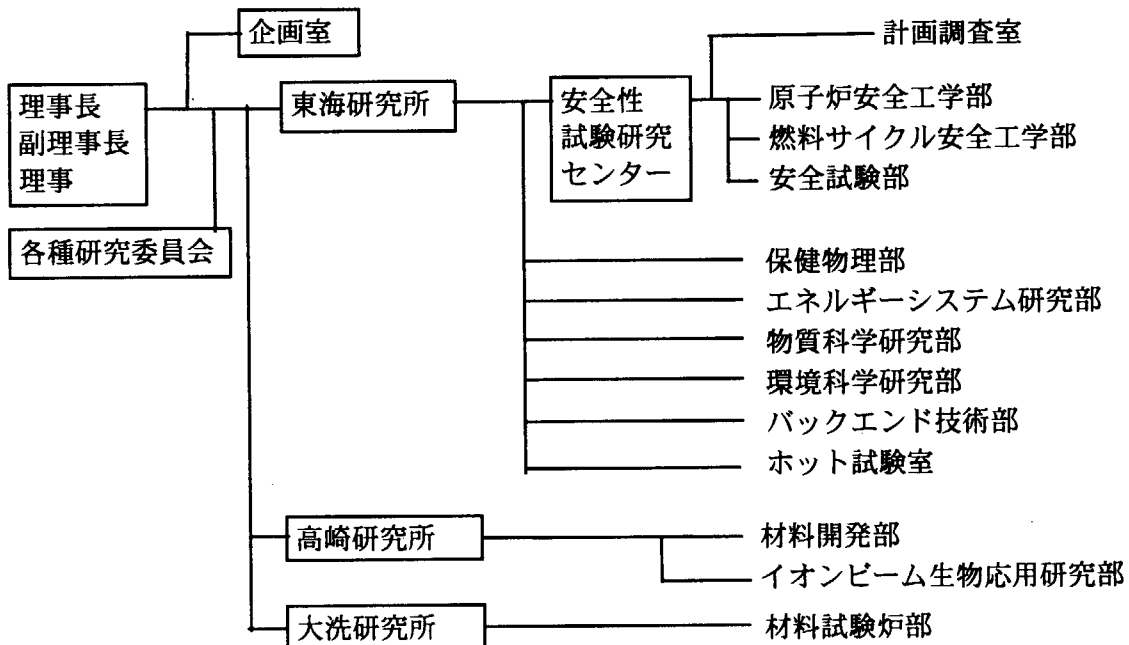 企画室
計画調査室
理事長
副理事長
理事
東海研究所
安全性
試験研究
センター
原子炉安全工学部
燃料サイクル安全工学部
安全試験部
各種研究委員会
保健物理部
エネルギーシステム研究部
物質科学研究部
環境科学研究部
バックエンド技術部
ホット試験室
高崎研究所
材料開発部
イオンビーム生物応用研究部
大洗研究所
材料試験炉部